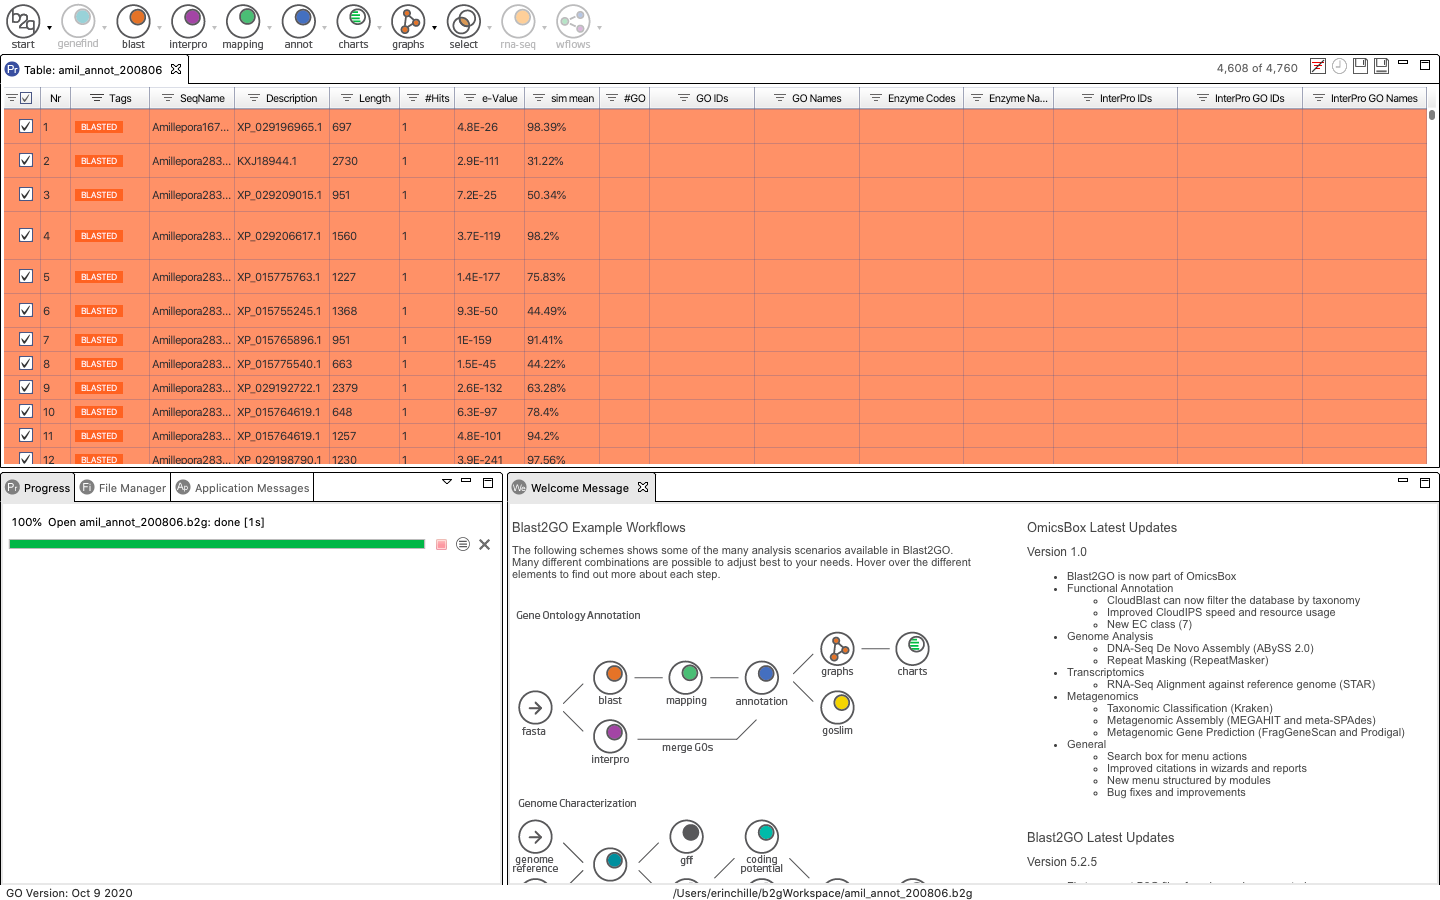 b2g
start genefind blast interpro mapping annot charts graphs select rna-seq wflows
Pr Table: amil_annot_200806 4,608 of 4,760
Nr Tags SeqName Description Length #Hits e-Value sim mean #GO GO IDs GO Names Enzyme Codes Enzyme Na... InterPro IDs InterPro GO IDs InterPro GO Names
1 BLASTED Amillepora167... XP_029196965.1 697 1 4.8E-26 98.39%
2 BLASTED Amillepora283... KXJ18944.1 2730 1 2.9E-111 31.22%
3 BLASTED Amillepora283... XP_029209015.1 951 1 7.2E-25 50.34%
4 BLASTED Amillepora283... XP_029206617.1 1560 1 3.7E-119 98.2%
5 BLASTED Amillepora283... XP_015775763.1 1227 1 1.4E-177 75.83%
6 BLASTED Amillepora283... XP_015755245.1 1368 1 9.3E-50 44.49%
7 BLASTED Amillepora283... XP_015765896.1 951 1 1E-159 91.41%
8 BLASTED Amillepora283... XP_015775540.1 663 1 1.5E-45 44.22%
9 BLASTED Amillepora283... XP_029192722.1 2379 1 2.6E-132 63.28%
10 BLASTED Amillepora283... XP_015764619.1 648 1 6.3E-97 78.4%
11 BLASTED Amillepora283... XP_015764619.1 1257 1 4.8E-101 94.2%
12 BLASTED Amillepora283... XP_029198790.1 1230 1 3.9E-241 97.56%
Pr Progress Fi File Manager Ap Application Messages
100% Open amil_annot_200806.b2g: done [1s]
We Welcome Message
Blast2GO Example Workflows
The following schemes shows some of the many analysis scenarios available in Blast2GO.
Many different combinations are possible to adjust best to your needs. Hover over the different
elements to find out more about each step.
Gene Ontology Annotation
graphs charts
blast mapping annotation
fasta
goslim
merge GOs
interpro
Genome Characterization
genome
reference
gff
coding
potential
OmicsBox Latest Updates
Version 1.0
Blast2GO is now part of OmicsBox
Functional Annotation
CloudBlast can now filter the database by taxonomy
Improved CloudIPS speed and resource usage
New EC class (7)
Genome Analysis
DNA-Seq De Novo Assembly (ABySS 2.0)
Repeat Masking (RepeatMasker)
Transcriptomics
RNA-Seq Alignment against reference genome (STAR)
Metagenomics
Taxonomic Classification (Kraken)
Metagenomic Assembly (MEGAHIT and meta-SPAdes)
Metagenomic Gene Prediction (FragGeneScan and Prodigal)
General
Search box for menu actions
Improved citations in wizards and reports
New menu structured by modules
Bug fixes and improvements
Blast2GO Latest Updates
Version 5.2.5
GO Version: Oct 9 2020 /Users/erinchille/b2gWorkspace/amil_annot_200806.b2g